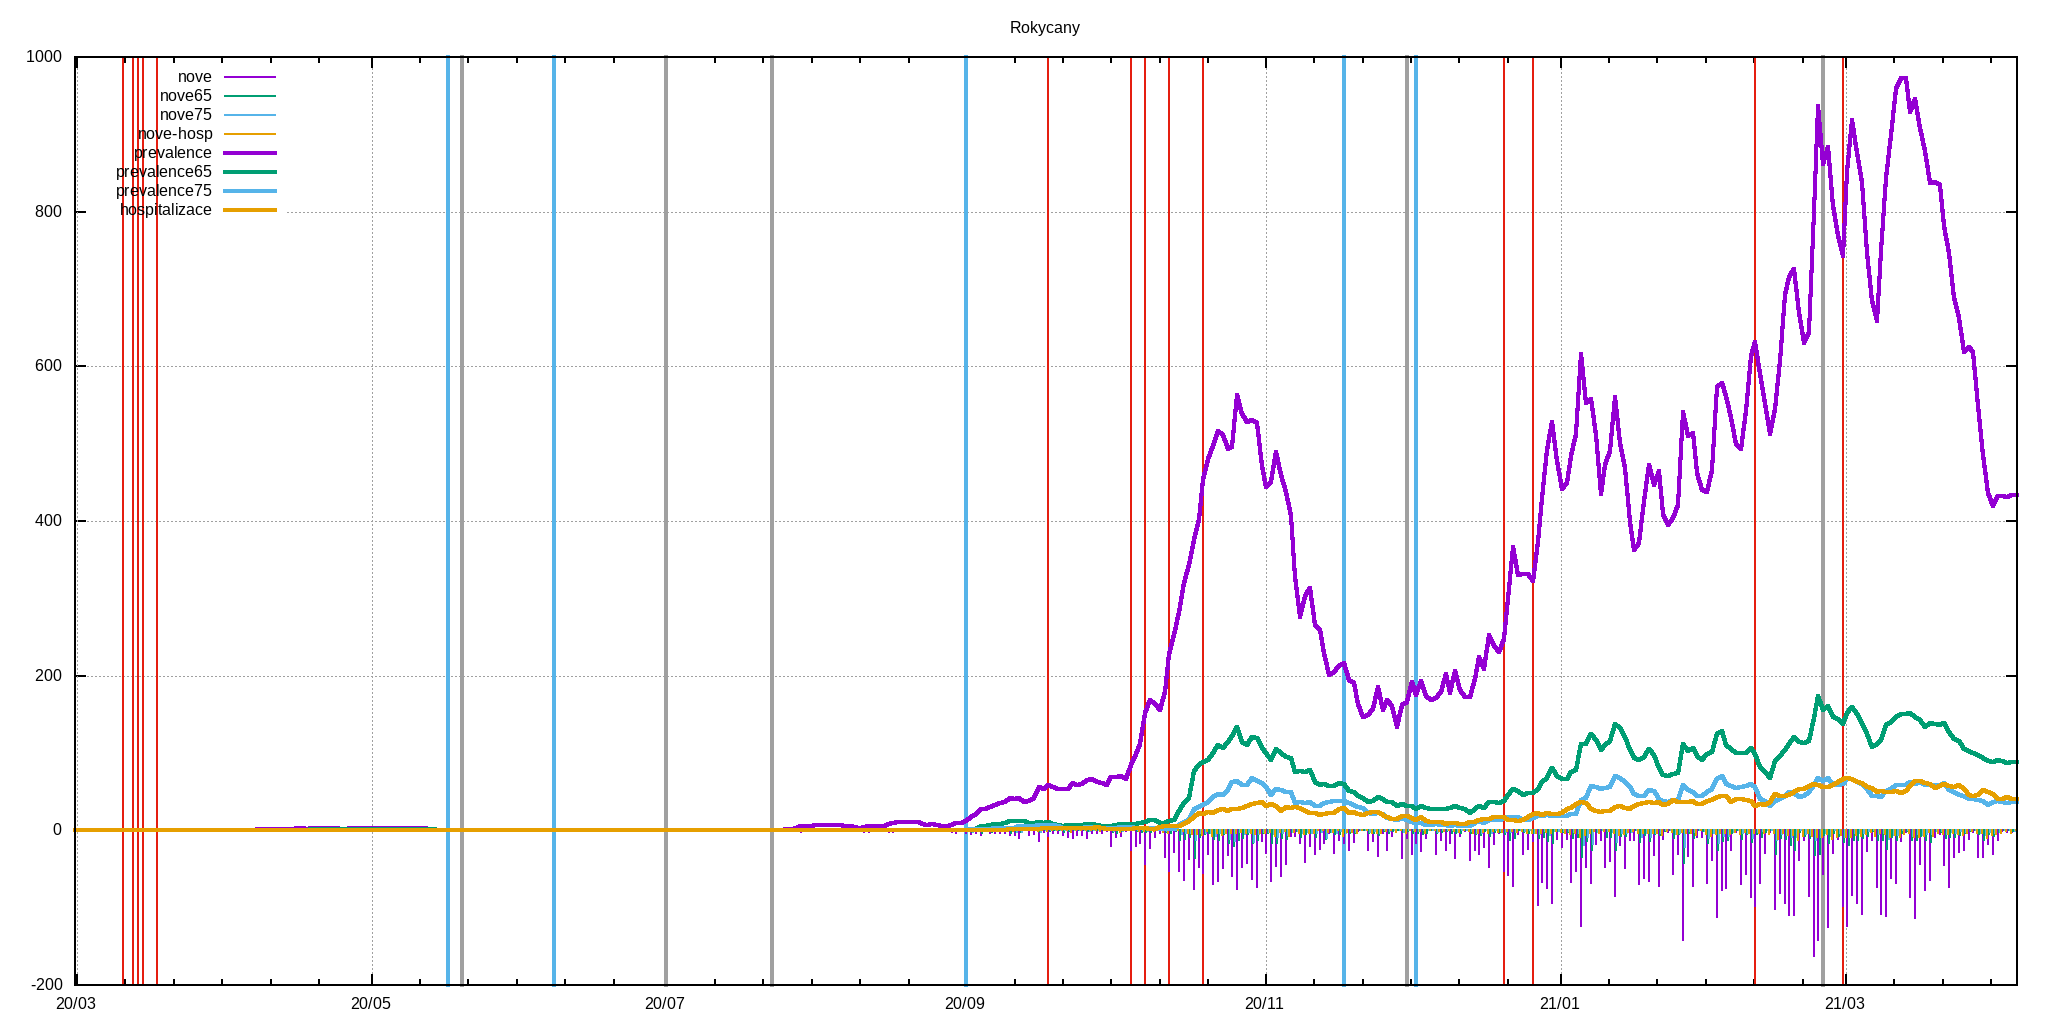 Rokycany
1000
800
600
400
200
0
-200
nove
nove65
nove75
nove-hosp
prevalence
prevalence65
prevalence75
hospitalizace
20/03 20/05 20/07 20/09 20/11 21/01 21/03